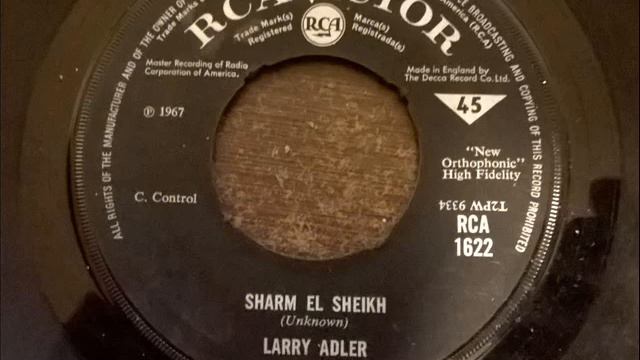 RCA VICTOR
Trade Mark(s)
Registered
RCA
Marca(s)
Registrada(s)
Master Recording of Radio
Corporation of America.
Made in England by
The Decca Record Co. Ltd.
45
℗ 1967
"New
Orthophonic"
High Fidelity
C. Control
T2PW 9334
RCA
1622
SHARM EL SHEIKH
(Unknown)
LARRY ADLER
ALL RIGHTS OF THE MANUFACTURER AND OF THE OWNER OF
BROADCASTING AND COPYING OF THIS RECORD PROHIBITED
Trade Marks
America (R.C.A)